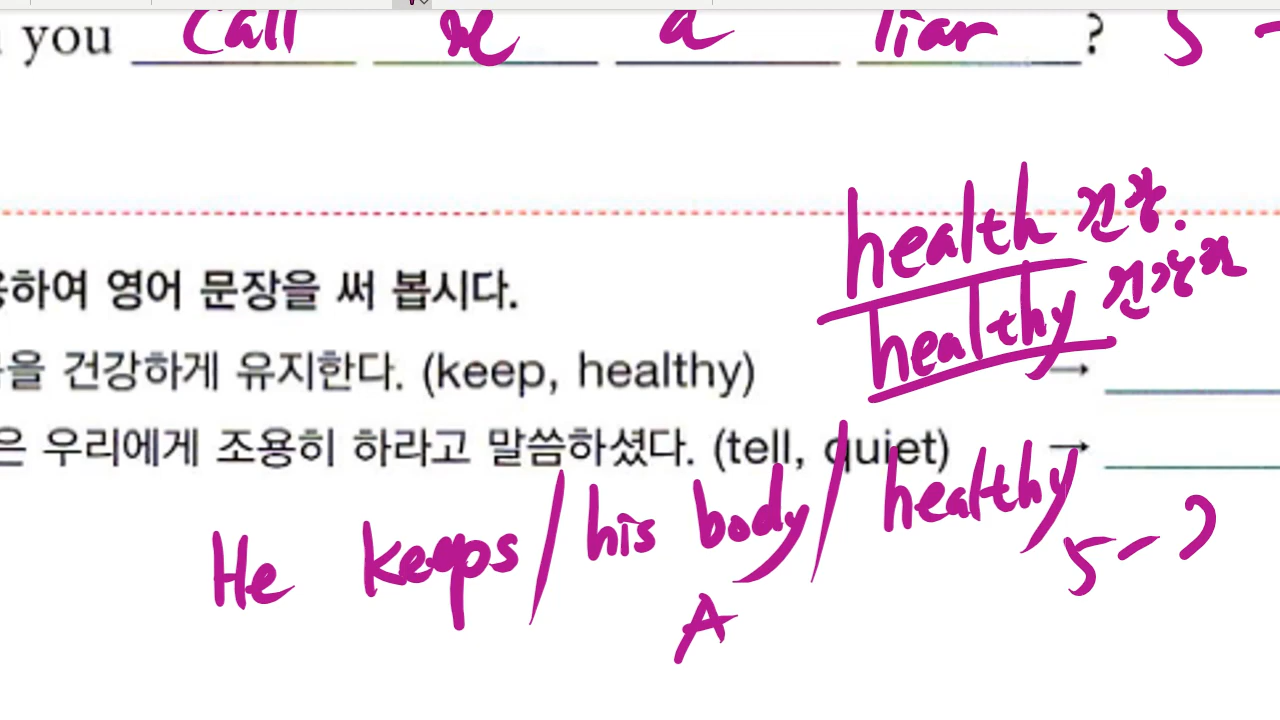 you call me a liar ? 5 -
health 건강.
하여 영어 문장을 써 봅시다.
healthy 건강한
을 건강하게 유지한다. (keep, healthy) →
은 우리에게 조용히 하라고 말씀하셨다. (tell, quiet) →
He keeps / his body / healthy 5-2
A